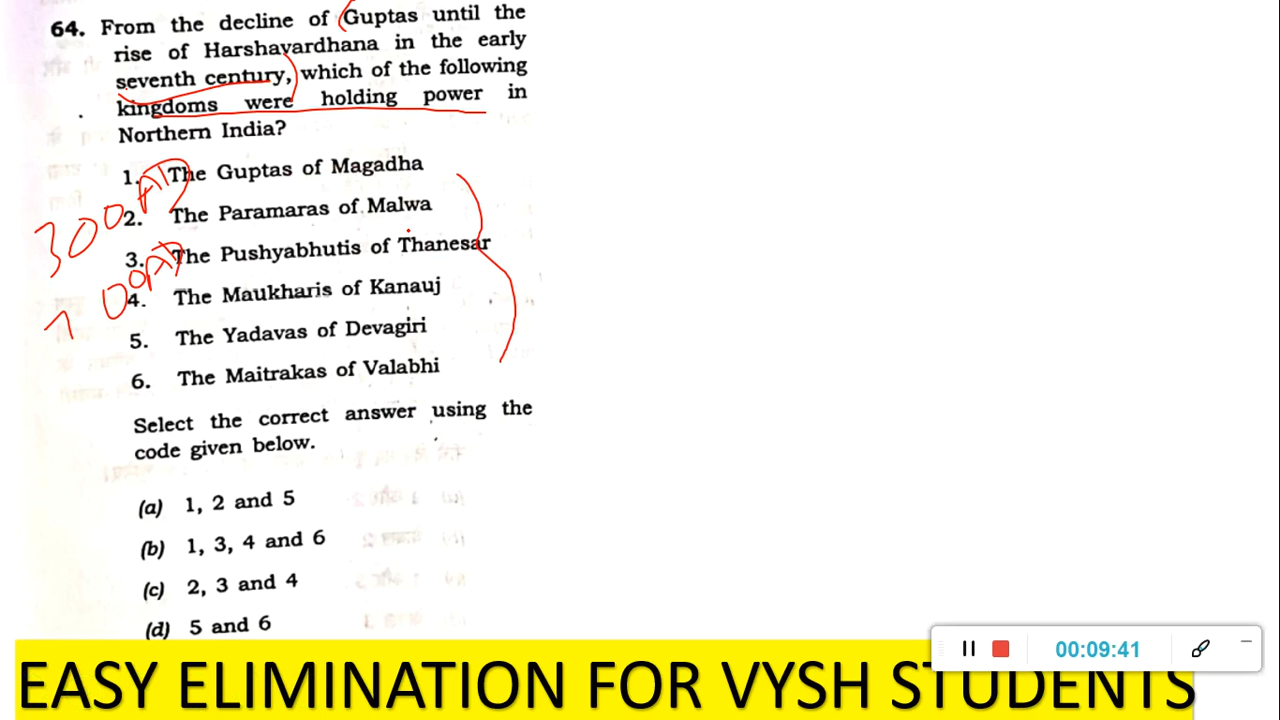 64. From the decline of Guptas until the
rise of Harshavardhana in the early
seventh century, which of the following
kingdoms were holding power in
Northern India?
1. The Guptas of Magadha
2. The Paramaras of Malwa
3. The Pushyabhutis of Thanesar
4. The Maukharis of Kanauj
5. The Yadavas of Devagiri
6. The Maitrakas of Valabhi
300AD
700AD
Select the correct answer using the
code given below.
(a) 1, 2 and 5
(b) 1, 3, 4 and 6
(c) 2, 3 and 4
(d) 5 and 6
00:09:41
EASY ELIMINATION FOR VYSH STUDENTS